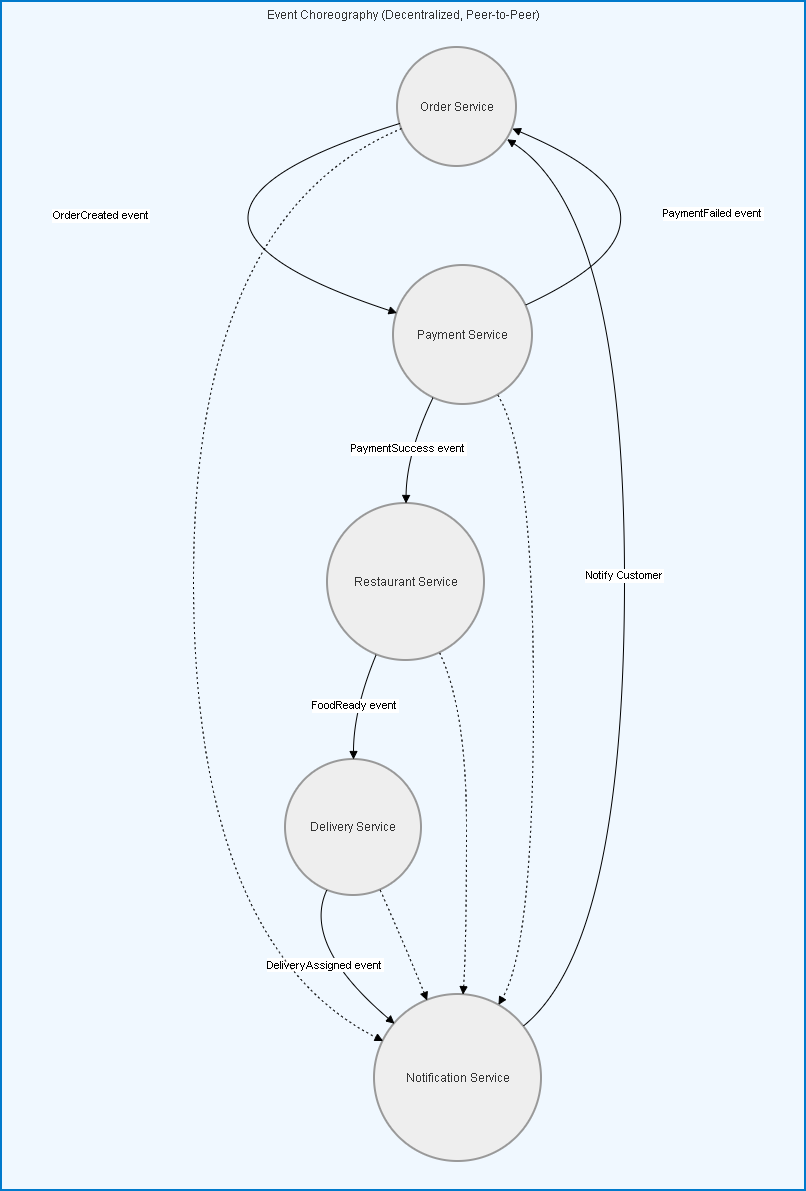 Event Choreography (Decentralized, Peer-to-Peer)
Order Service
OrderCreated event
PaymentFailed event
Payment Service
PaymentSuccess event
Notify Customer
Restaurant Service
FoodReady event
Delivery Service
DeliveryAssigned event
Notification Service